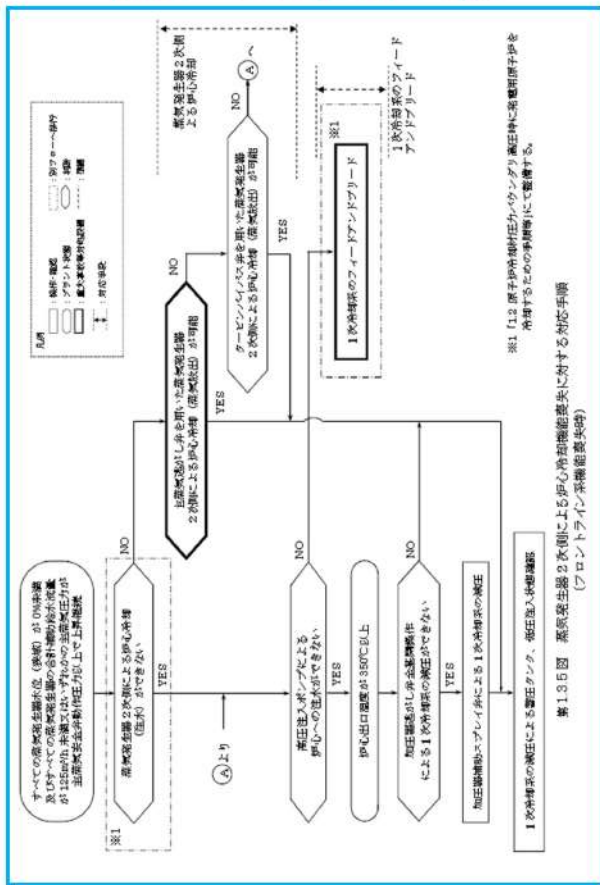 すべての蒸気発生器水位(狭域)が0%未満
及びすべての蒸気発生器の合計補助給水流量
が125m³/h未満又はいずれかの主蒸気圧力が
主蒸気安全弁動作圧力以上で上昇継続
※1
蒸気発生器2次側による炉心冷却
(注水)ができない
NO
YES
Ⓐより
高圧注入ポンプによる
炉心への注水ができない
NO
YES
炉心出口温度が350℃以上
加圧器逃がし弁全基開操作
による1次冷却系の減圧ができない
NO
YES
加圧器補助スプレイ弁による1次冷却系の減圧
1次冷却系の減圧による蓄圧タンク、低圧注入状態確認
主蒸気逃がし弁を用いた蒸気発生器
2次側による炉心冷却(蒸気放出)が可能
NO
YES
タービンバイパス弁を用いた蒸気発生器
2次側による炉心冷却(蒸気放出)が可能
NO
YES
Ⓐへ
蒸気発生器2次側
による炉心冷却
1次冷却系のフィード
アンドブリード
※1
1次冷却系のフィードアンドブリード
凡例
:操作・確認
:プラント状態
:重大事故等対処設備
:対応手段
:別フローへ移行
:判断
※1 「1.2 原子炉冷却材圧力バウンダリ高圧時に発電用原子炉を
冷却するための手順等」にて整備する。
第1.3.5図 蒸気発生器2次側による炉心冷却機能喪失に対する対応手順
(フロントライン系機能喪失時)